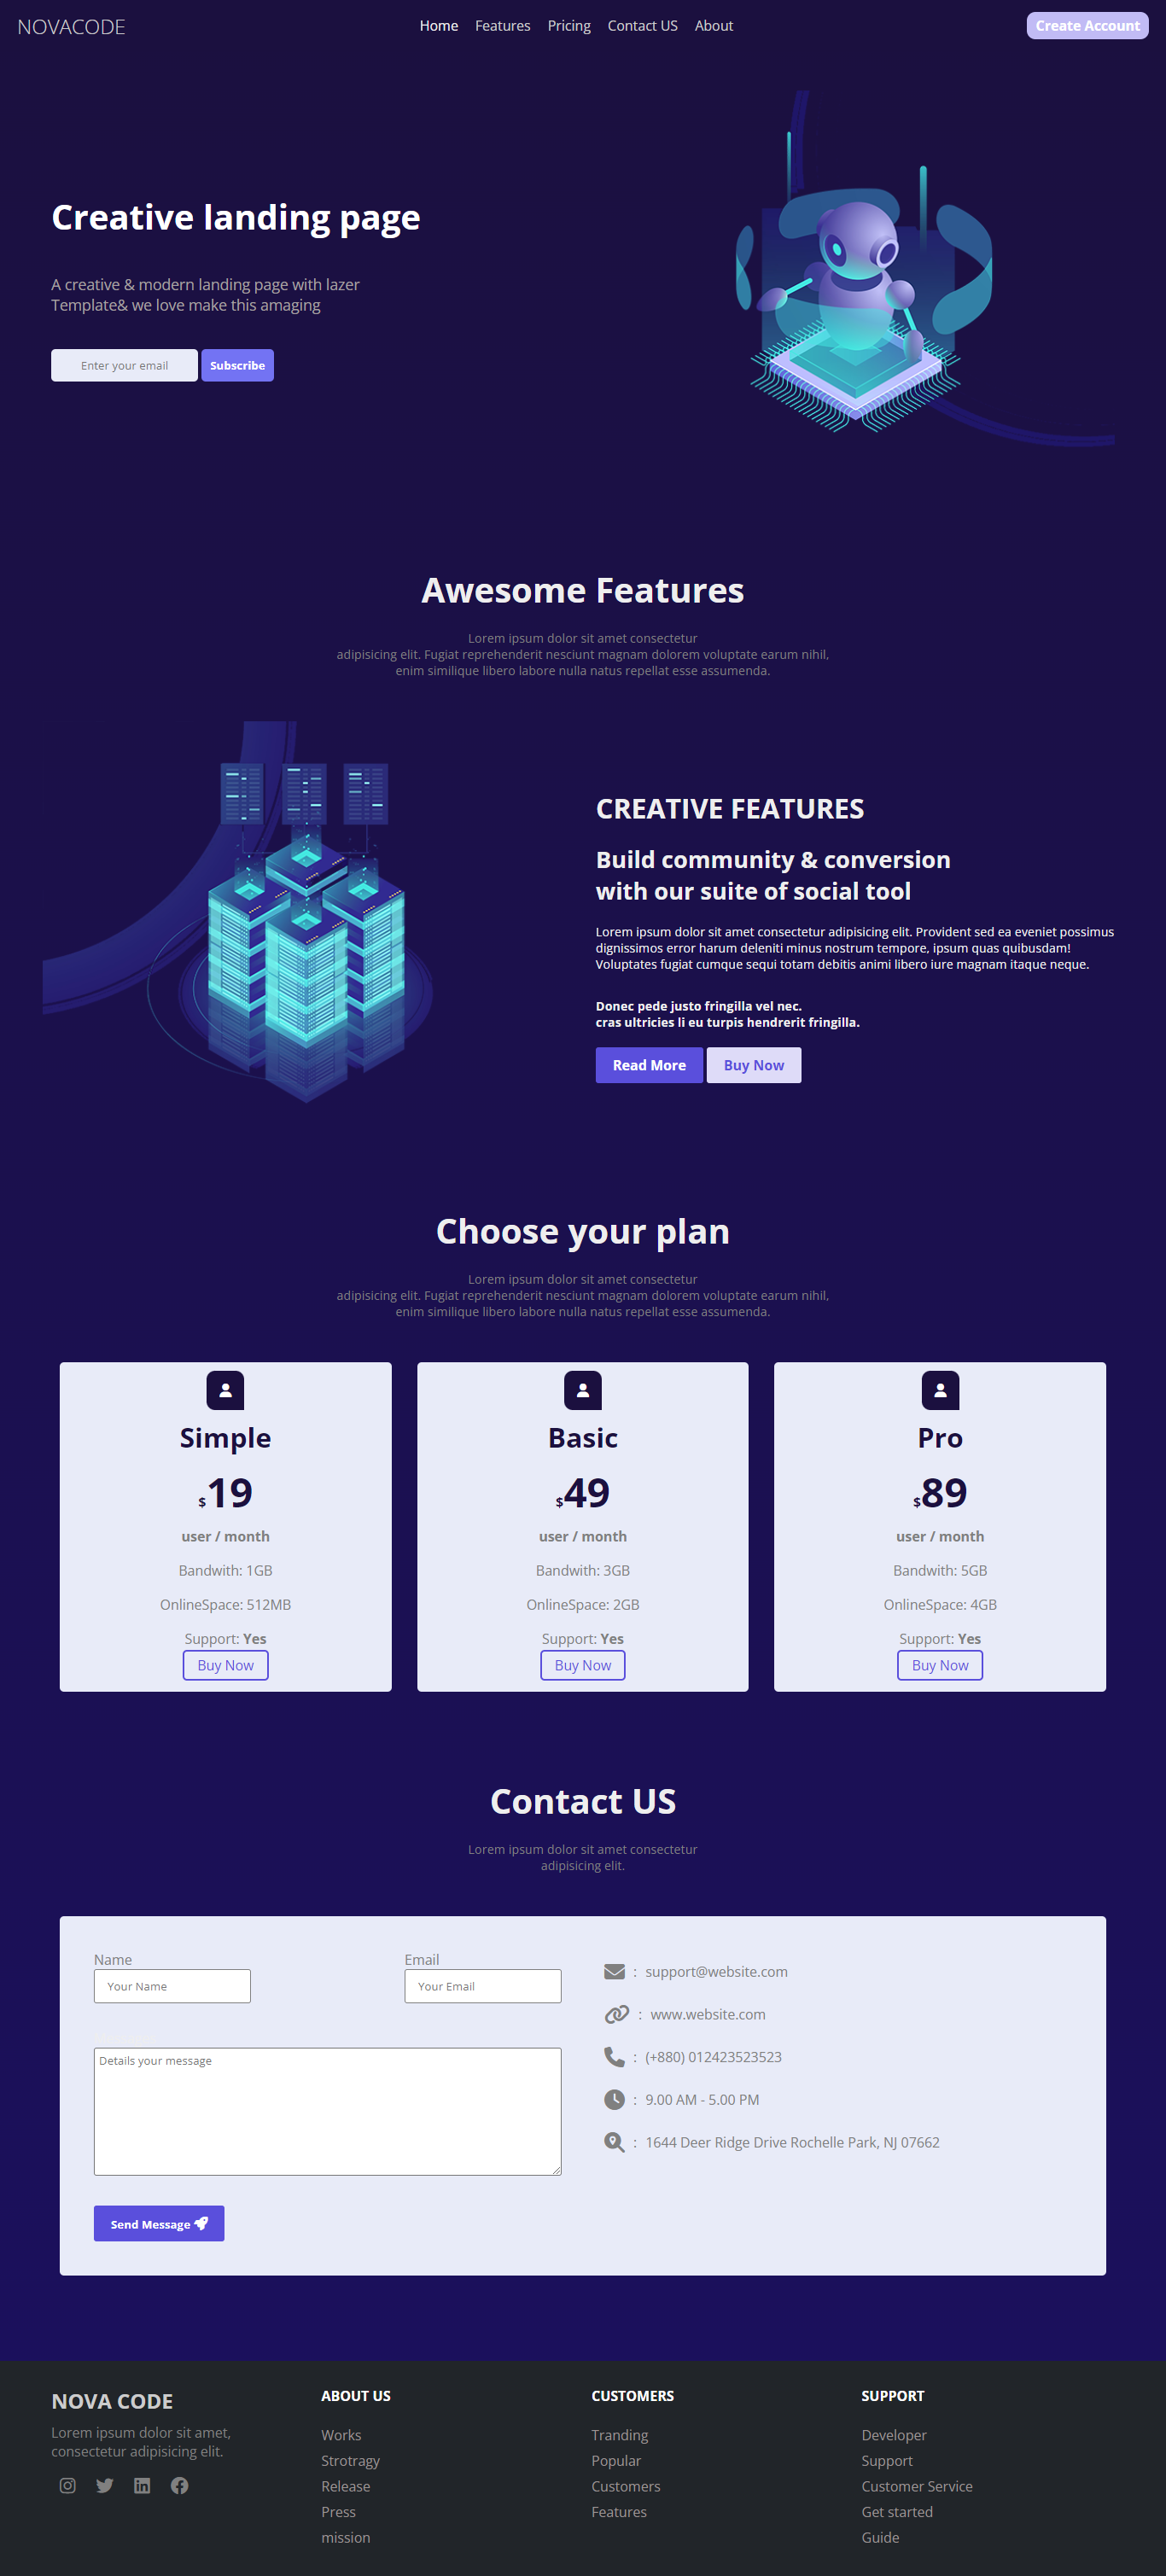 NOVACODE
Home Features Pricing Contact US About
Create Account
Creative landing page
A creative & modern landing page with lazer
Template& we love make this amaging
Enter your email
Subscribe
Awesome Features
Lorem ipsum dolor sit amet consectetur
adipisicing elit. Fugiat reprehenderit nesciunt magnam dolorem voluptate earum nihil,
enim similique libero labore nulla natus repellat esse assumenda.
CREATIVE FEATURES
Build community & conversion
with our suite of social tool
Lorem ipsum dolor sit amet consectetur adipisicing elit. Provident sed ea eveniet possimus
dignissimos error harum deleniti minus nostrum tempore, ipsum quas quibusdam!
Voluptates fugiat cumque sequi totam debitis animi libero iure magnam itaque neque.
Donec pede justo fringilla vel nec.
cras ultricies li eu turpis hendrerit fringilla.
Read More
Buy Now
Choose your plan
Lorem ipsum dolor sit amet consectetur
adipisicing elit. Fugiat reprehenderit nesciunt magnam dolorem voluptate earum nihil,
enim similique libero labore nulla natus repellat esse assumenda.
Simple
$19
user / month
Bandwith: 1GB
OnlineSpace: 512MB
Support: Yes
Buy Now
Basic
$49
user / month
Bandwith: 3GB
OnlineSpace: 2GB
Support: Yes
Buy Now
Pro
$89
user / month
Bandwith: 5GB
OnlineSpace: 4GB
Support: Yes
Buy Now
Contact US
Lorem ipsum dolor sit amet consectetur
adipisicing elit.
Name
Your Name
Email
Your Email
Details your message
Send Message
: support@website.com
: www.website.com
: (+880) 012423523523
: 9.00 AM - 5.00 PM
: 1644 Deer Ridge Drive Rochelle Park, NJ 07662
NOVA CODE
Lorem ipsum dolor sit amet,
consectetur adipisicing elit.
ABOUT US
Works
Strotragy
Release
Press
mission
CUSTOMERS
Tranding
Popular
Customers
Features
SUPPORT
Developer
Support
Customer Service
Get started
Guide